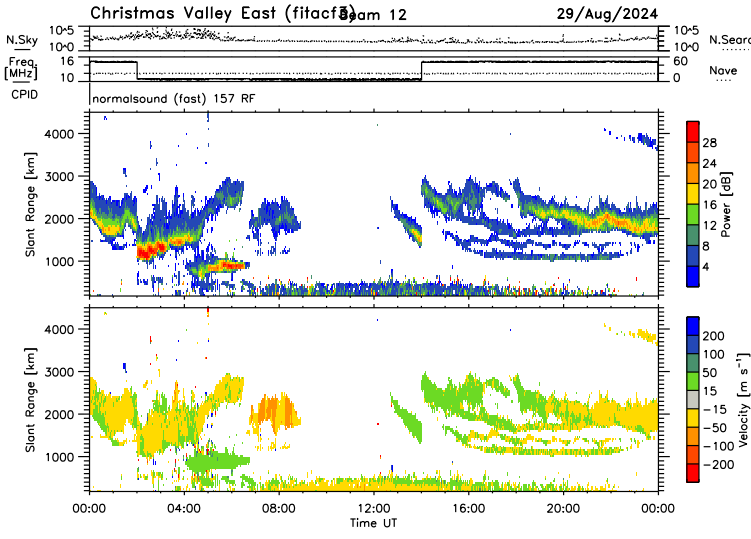 Christmas Valley East (fitacf3) Beam 12 29/Aug/2024
N.Sky 10^5 10^0 10^5 10^0 N.Searc
Freq. [MHz] 16 10 60 0 Nave
CPID normalsound (fast) 157 RF
Slant Range [km] 4000 3000 2000 1000
28 24 20 16 12 8 4 Power [dB]
Slant Range [km] 4000 3000 2000 1000
200 100 50 15 -15 -50 -100 -200 Velocity [m s⁻¹]
00:00 04:00 08:00 12:00 16:00 20:00 00:00
Time UT